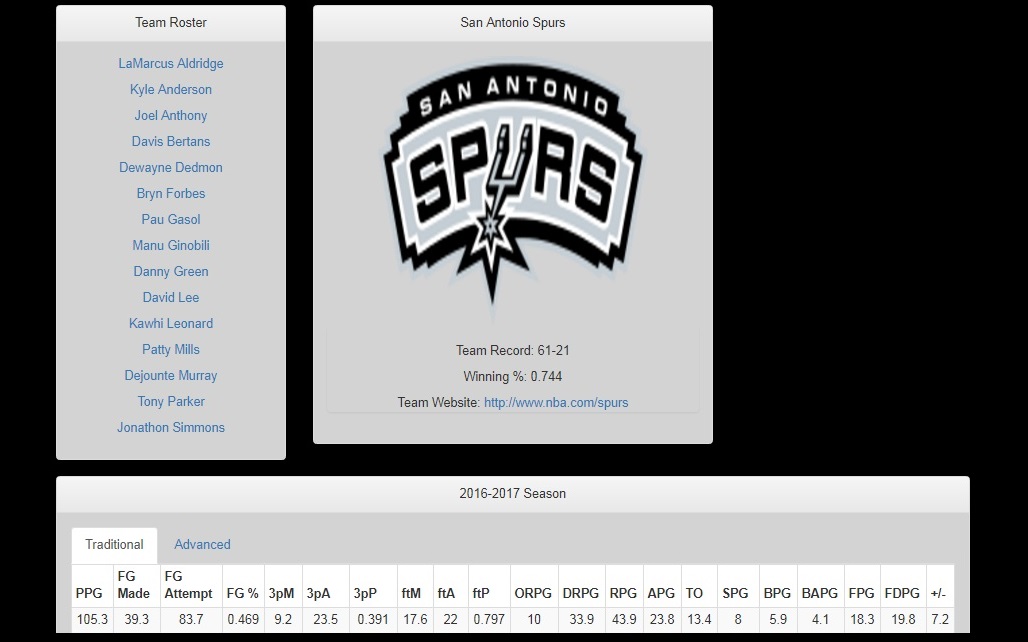 Team Roster
LaMarcus Aldridge
Kyle Anderson
Joel Anthony
Davis Bertans
Dewayne Dedmon
Bryn Forbes
Pau Gasol
Manu Ginobili
Danny Green
David Lee
Kawhi Leonard
Patty Mills
Dejounte Murray
Tony Parker
Jonathon Simmons
San Antonio Spurs
SAN ANTONIO
SPURS
Team Record: 61-21
Winning %: 0.744
Team Website: http://www.nba.com/spurs
2016-2017 Season
Traditional Advanced
PPG FG Made FG Attempt FG % 3pM 3pA 3pP ftM ftA ftP ORPG DRPG RPG APG TO SPG BPG BAPG FPG FDPG +/-
105.3 39.3 83.7 0.469 9.2 23.5 0.391 17.6 22 0.797 10 33.9 43.9 23.8 13.4 8 5.9 4.1 18.3 19.8 7.2